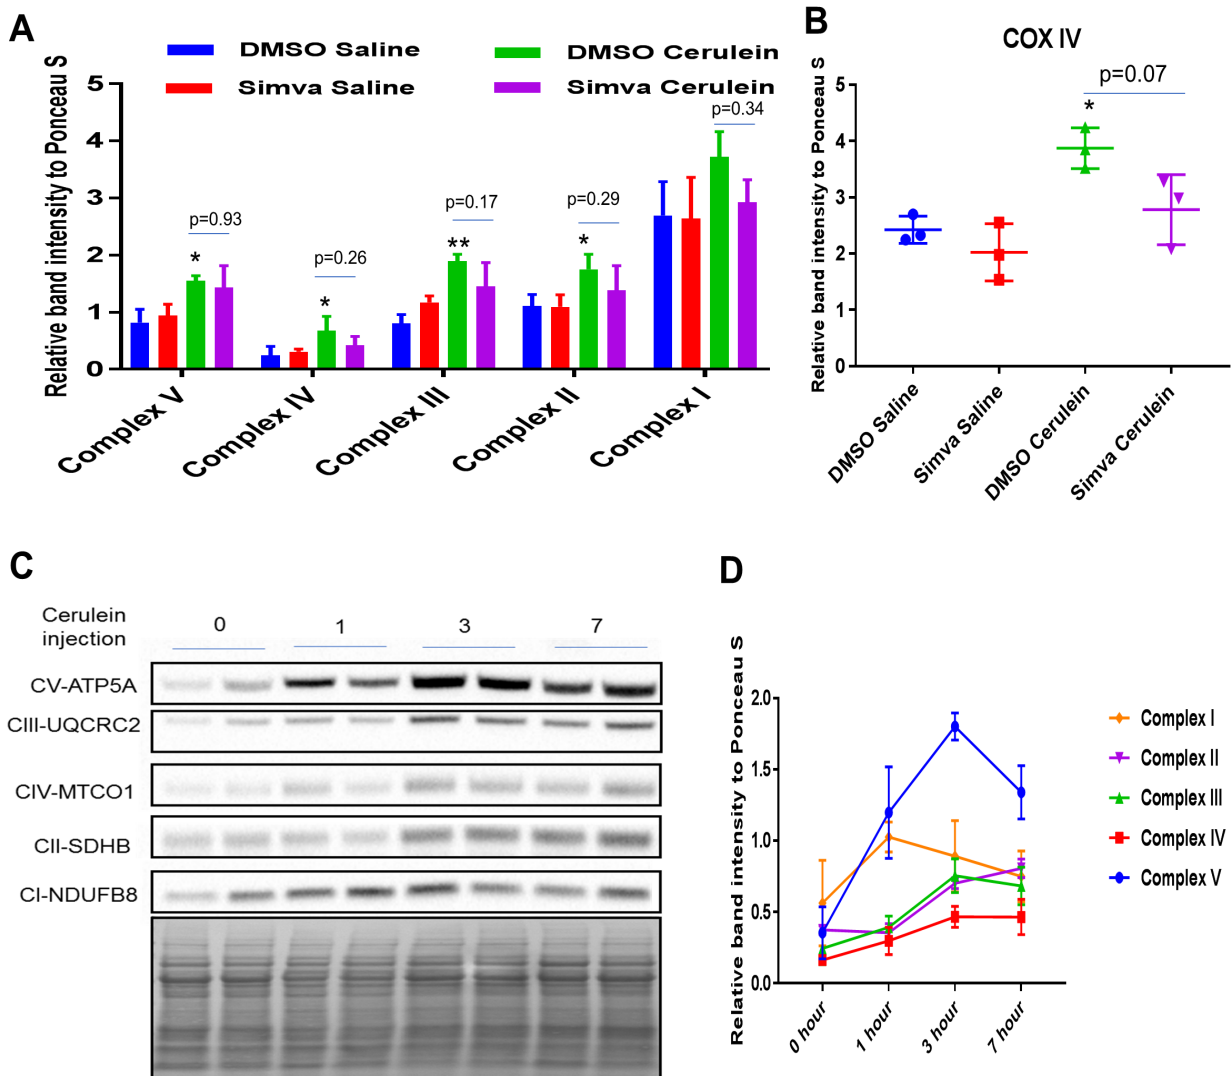 A
DMSO Saline
DMSO Cerulein
Simva Saline
Simva Cerulein
Relative band intensity to Ponceau S
5
4
3
2
1
0
p=0.93
*
p=0.26
*
p=0.17
**
p=0.29
*
p=0.34
Complex V
Complex IV
Complex III
Complex II
Complex I
B
COX IV
Relative band intensity to Ponceau S
5
4
3
2
1
0
p=0.07
*
DMSO Saline
Simva Saline
DMSO Cerulein
Simva Cerulein
C
Cerulein
injection
0
1
3
7
CV-ATP5A
CIII-UQCRC2
CIV-MTCO1
CII-SDHB
CI-NDUFB8
D
Relative band intensity to Ponceau S
2.0
1.5
1.0
0.5
0.0
0 hour
1 hour
3 hour
7 hour
Complex I
Complex II
Complex III
Complex IV
Complex V